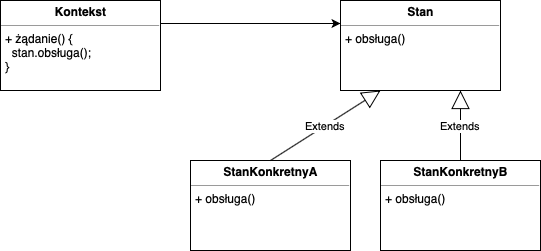 Kontekst
+ żądanie() {
stan.obsługa();
}
Stan
+ obsługa()
Extends
Extends
StanKonkretnyA
+ obsługa()
StanKonkretnyB
+ obsługa()